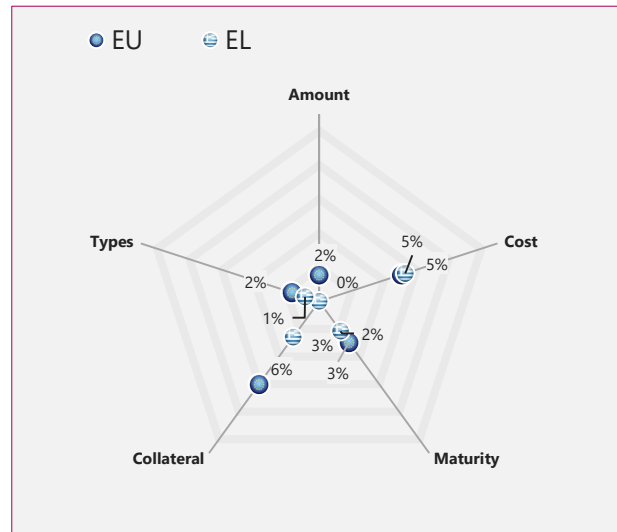 EU EL
Amount
5%
Types
Cost
5%
2%
2%
0%
1%
2%
3%
6%
3%
Collateral
Maturity